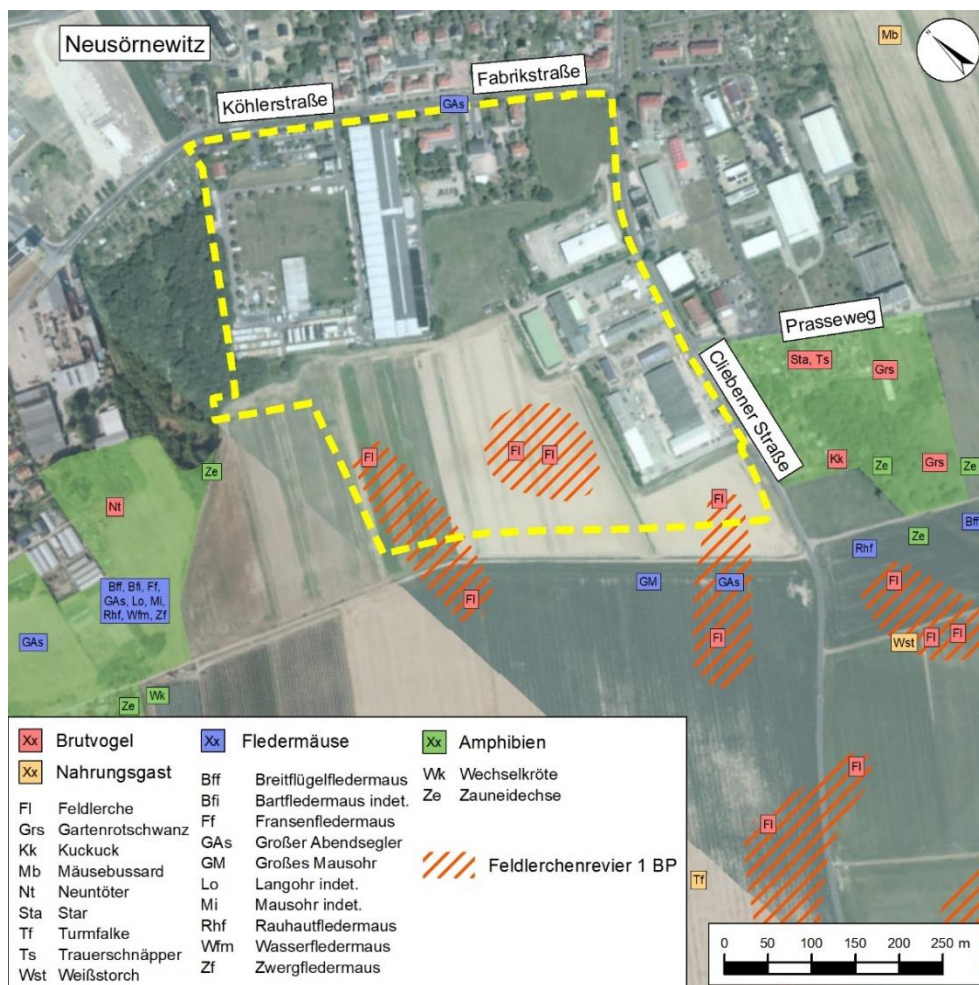 Neusörnewitz
Mb
N
Fabrikstraße
Köhlerstraße
GAs
Prasseweg
Sta, Ts
Grs
Cliebener Straße
Fl
Fl
Fl
Kk
Ze
Grs
Ze
Ze
Nt
Fl
Bff
Ze
Rhf
Bff, Bfi, Ff,
GAs, Lo, Mi,
Rhf, Wfm, Zf
GM
GAs
Fl
Fl
GAs
Fl
Wst
Fl
Fl
Ze
Wk
Fl
Fl
Tf
Xx Brutvogel
Xx Nahrungsgast
Fl Feldlerche
Grs Gartenrotschwanz
Kk Kuckuck
Mb Mäusebussard
Nt Neuntöter
Sta Star
Tf Turmfalke
Ts Trauerschnäpper
Wst Weißstorch
Xx Fledermäuse
Bff Breitflügelfledermaus
Bfi Bartfledermaus indet.
Ff Fransenfledermaus
GAs Großer Abendsegler
GM Großes Mausohr
Lo Langohr indet.
Mi Mausohr indet.
Rhf Rauhautfledermaus
Wfm Wasserfledermaus
Zf Zwergfledermaus
Xx Amphibien
Wk Wechselkröte
Ze Zauneidechse
Feldlerchenrevier 1 BP
0 50 100 150 200 250 m